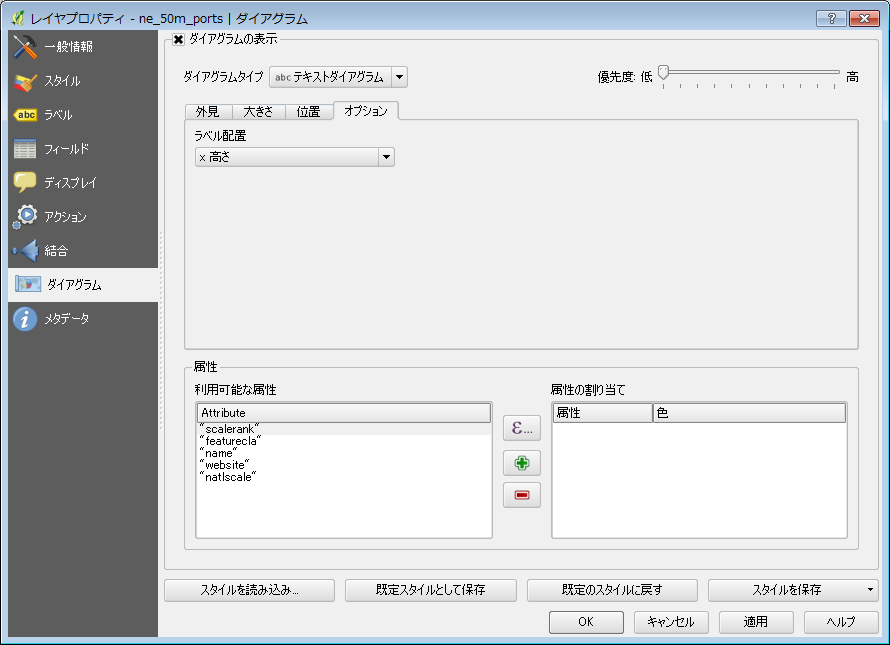 レイヤプロパティ - ne_50m_ports | ダイアグラム
一般情報
スタイル
abc ラベル
フィールド
ディスプレイ
アクション
結合
ダイアグラム
メタデータ
ダイアグラムの表示
ダイアグラムタイプ abc テキストダイアグラム
優先度: 低 高
外見 大きさ 位置 オプション
ラベル配置
x 高さ
属性
利用可能な属性
Attribute
"scalerank"
"featurecla"
"name"
"website"
"natlscale"
ε...
属性の割り当て
属性 色
スタイルを読み込み... 既定スタイルとして保存 既定のスタイルに戻す スタイルを保存
OK キャンセル 適用 ヘルプ